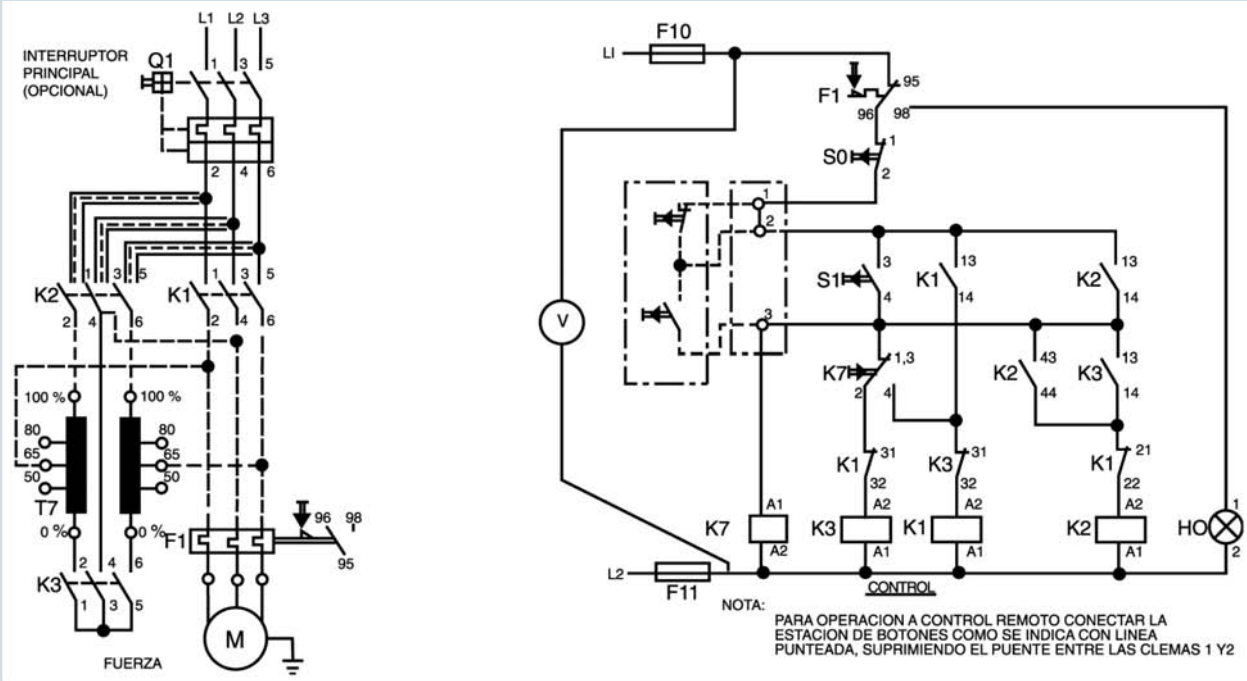 L1 L2 L3
INTERRUPTOR
PRINCIPAL
(OPCIONAL)
Q1
1 3 5
2 4 6
1 3 5
K2
2 4 6
1 3 5
K1
2 4 6
100 % 100 %
80 80
65 65
50 50
T7
0 % 0 %
F1
96 98
95
2 4 6
K3
1 3 5
M
FUERZA
LI
F10
F1
95
96 98
S0
1
2
1
2
3
V
S1
3
4
K1
13
14
K2
13
14
K7
1,3
2 4
K2
43
44
K3
13
14
K1
31
32
K3
31
32
K1
21
22
K7
A1
A2
K3
A2
A1
K1
A2
A1
K2
A2
A1
HO
1
2
L2
F11
CONTROL
NOTA:
PARA OPERACION A CONTROL REMOTO CONECTAR LA
ESTACION DE BOTONES COMO SE INDICA CON LINEA
PUNTEADA, SUPRIMIENDO EL PUENTE ENTRE LAS CLEMAS 1 Y2